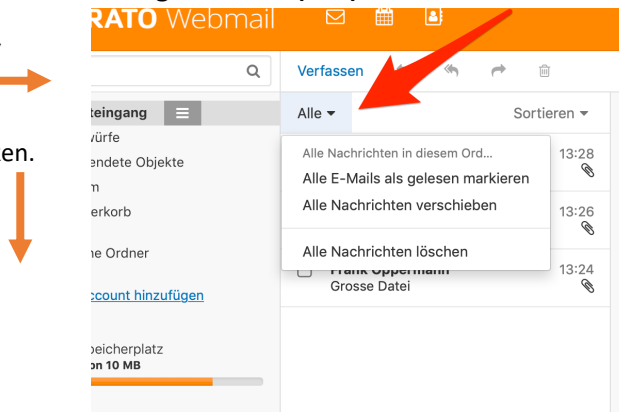 RATO Webmail
Verfassen
teingang
Alle
Sortieren
würfe
endete Objekte
m
erkorb
ne Ordner
ccount hinzufügen
peicherplatz
on 10 MB
en.
Alle Nachrichten in diesem Ord...
Alle E-Mails als gelesen markieren
Alle Nachrichten verschieben
Alle Nachrichten löschen
13:28
13:26
Frank Oppermann
13:24
Grosse Datei